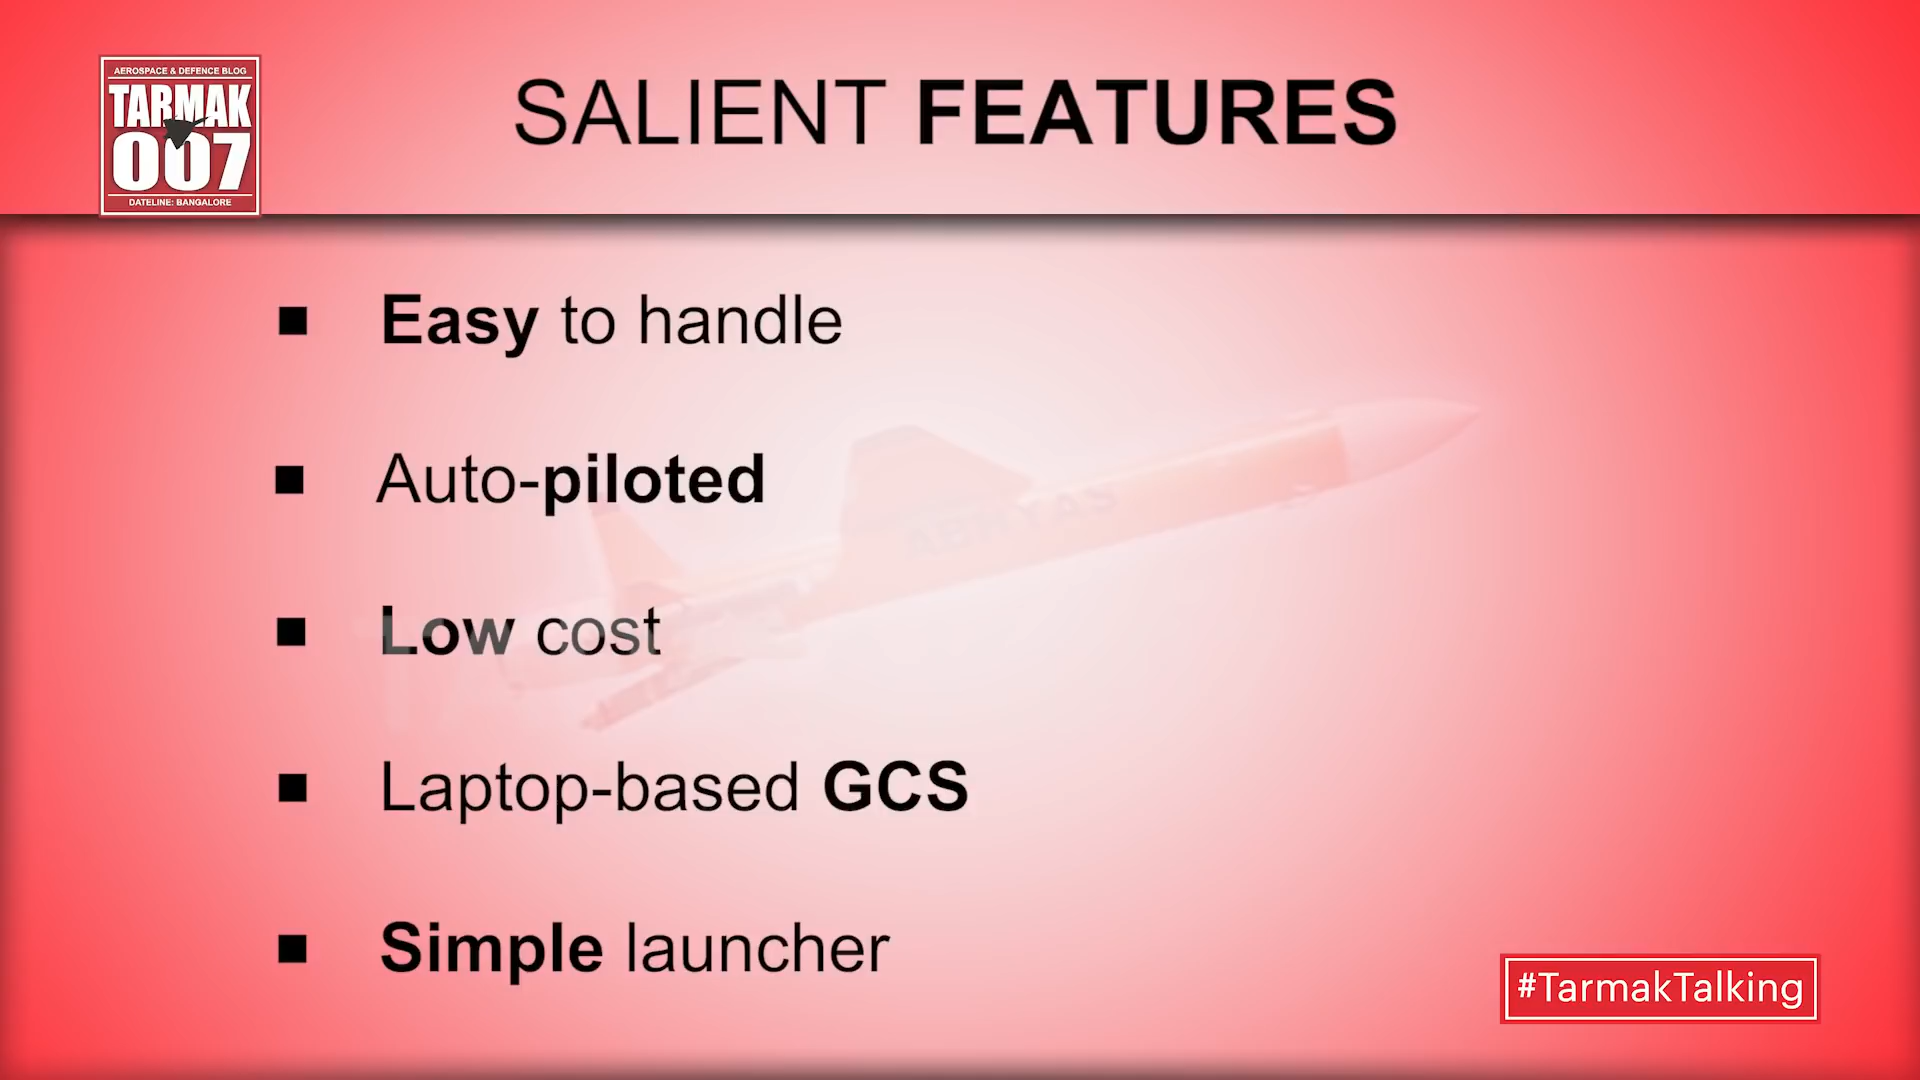 AEROSPACE & DEFENCE BLOG
TARMAK
007
DATELINE: BANGALORE
SALIENT FEATURES
■ Easy to handle
■ Auto-piloted
■ Low cost
■ Laptop-based GCS
■ Simple launcher
#TarmakTalking